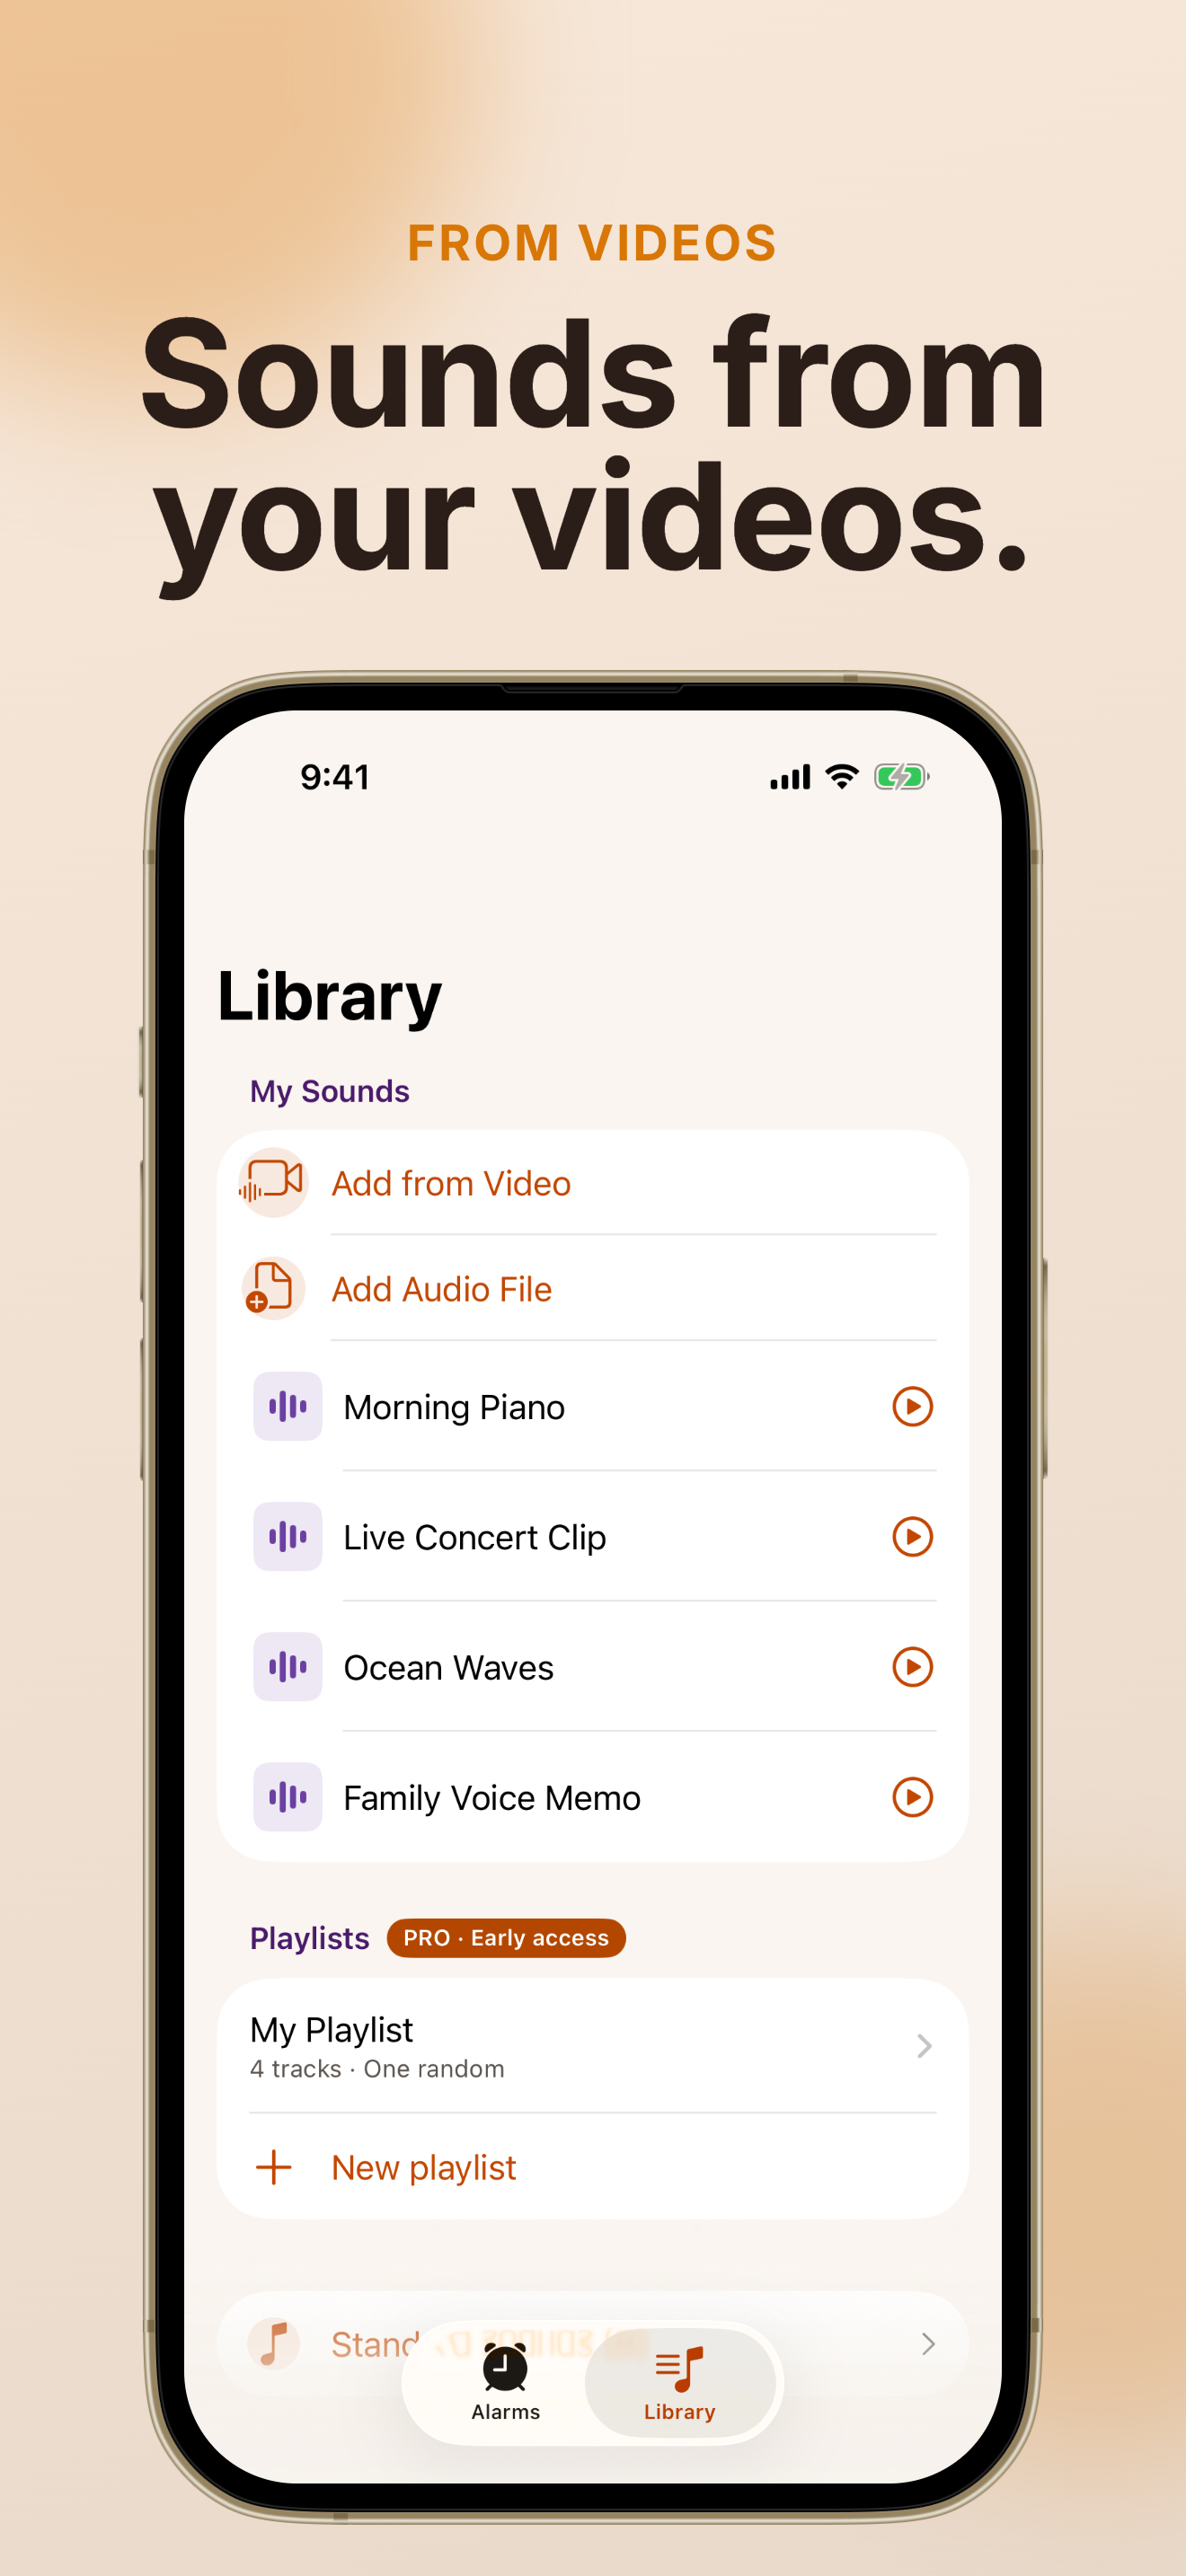 FROM VIDEOS
Sounds from
your videos.
9:41
Library
My Sounds
Add from Video
Add Audio File
Morning Piano
Live Concert Clip
Ocean Waves
Family Voice Memo
Playlists PRO · Early access
My Playlist
4 tracks · One random
New playlist
Alarms Library